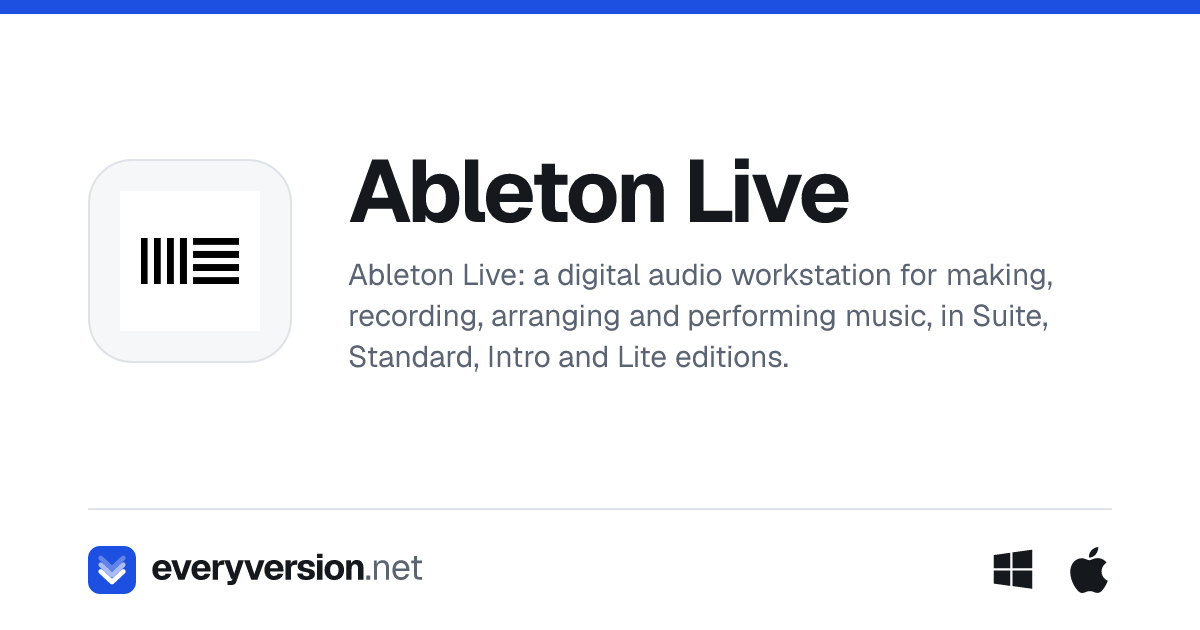 Ableton Live
Ableton Live: a digital audio workstation for making,
recording, arranging and performing music, in Suite,
Standard, Intro and Lite editions.
everyversion.net